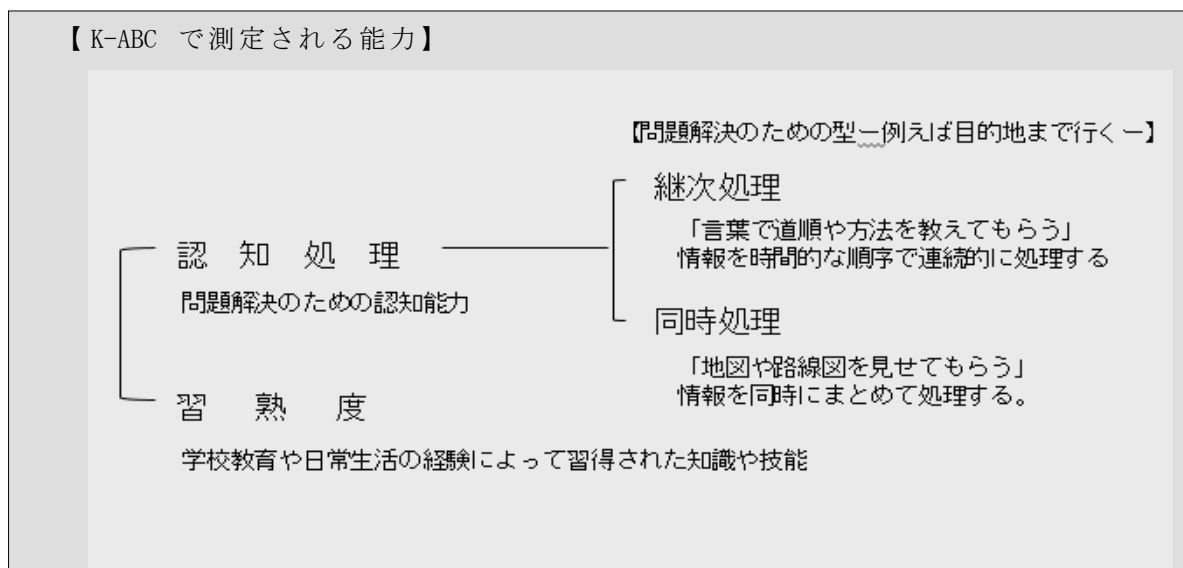 【K-ABC で測定される能力】
【問題解決のための型ー例えば目的地まで行くー】
継次処理
「言葉で道順や方法を教えてもらう」
情報を時間的な順序で連続的に処理する
認知処理
問題解決のための認知能力
同時処理
「地図や路線図を見せてもらう」
情報を同時にまとめて処理する。
習熟度
学校教育や日常生活の経験によって習得された知識や技能